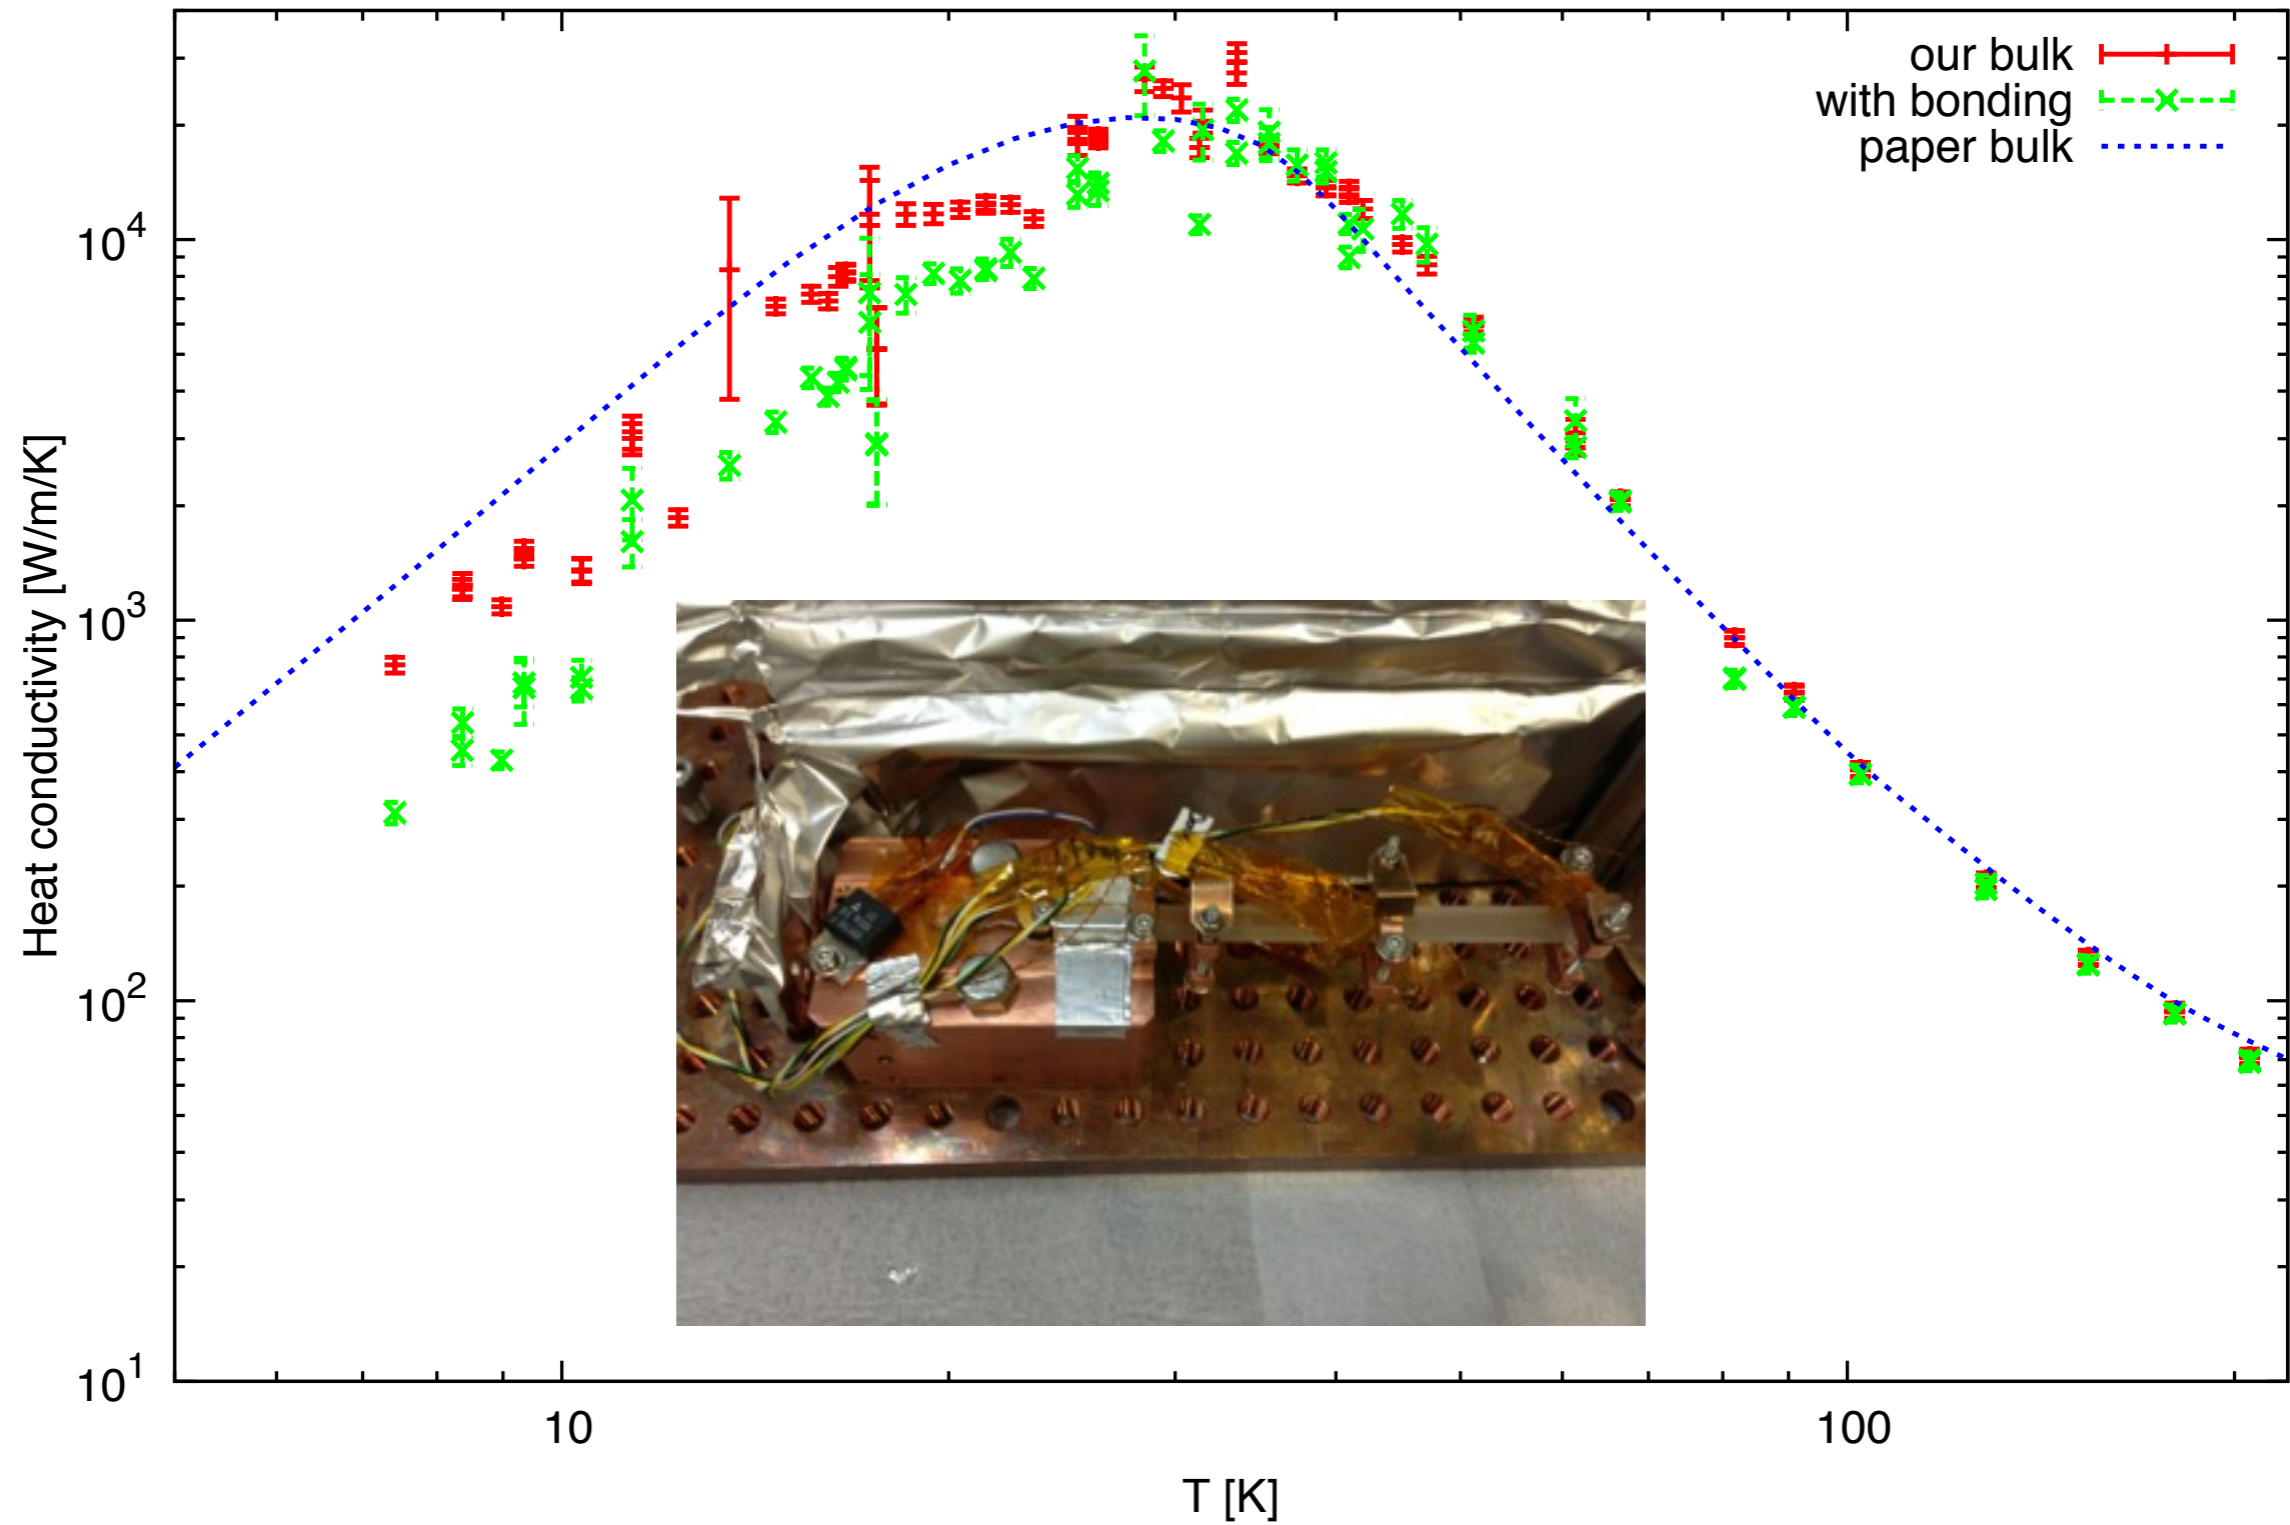 our bulk
with bonding
paper bulk
Heat conductivity [W/m/K]
10^4
10^3
10^2
10^1
10
100
T [K]